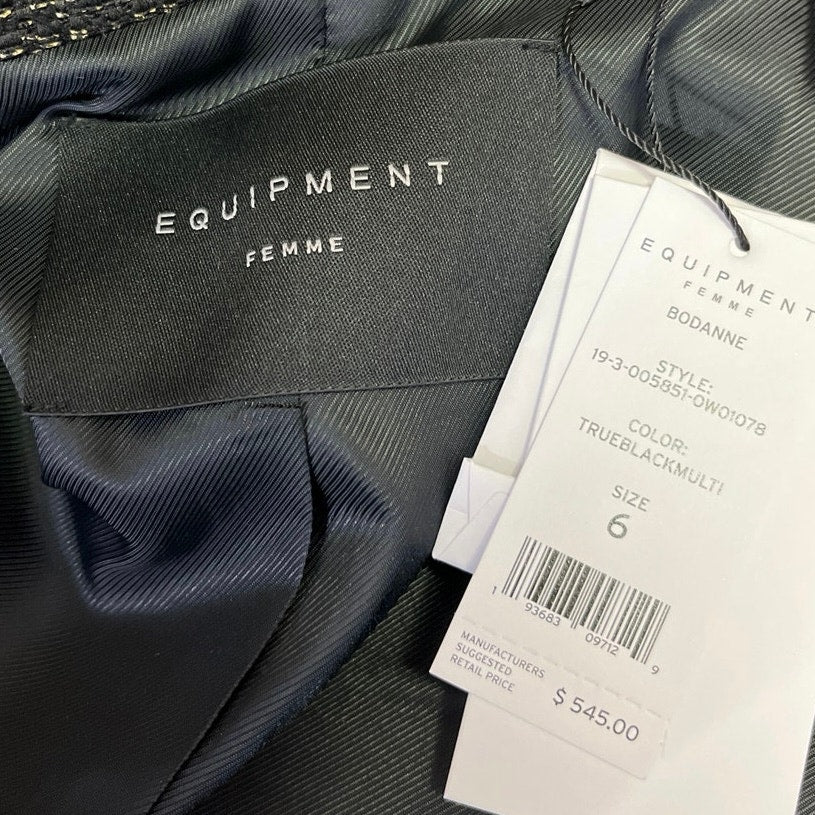 EQUIPMENT
FEMME
EQUIPMENT
FEMME
BODANNE
STYLE:
19-3-005851-0W01078
COLOR:
TRUEBLACKMULTI
SIZE
6
1 93683 09712 9
MANUFACTURERS
SUGGESTED
RETAIL PRICE
$ 545.00